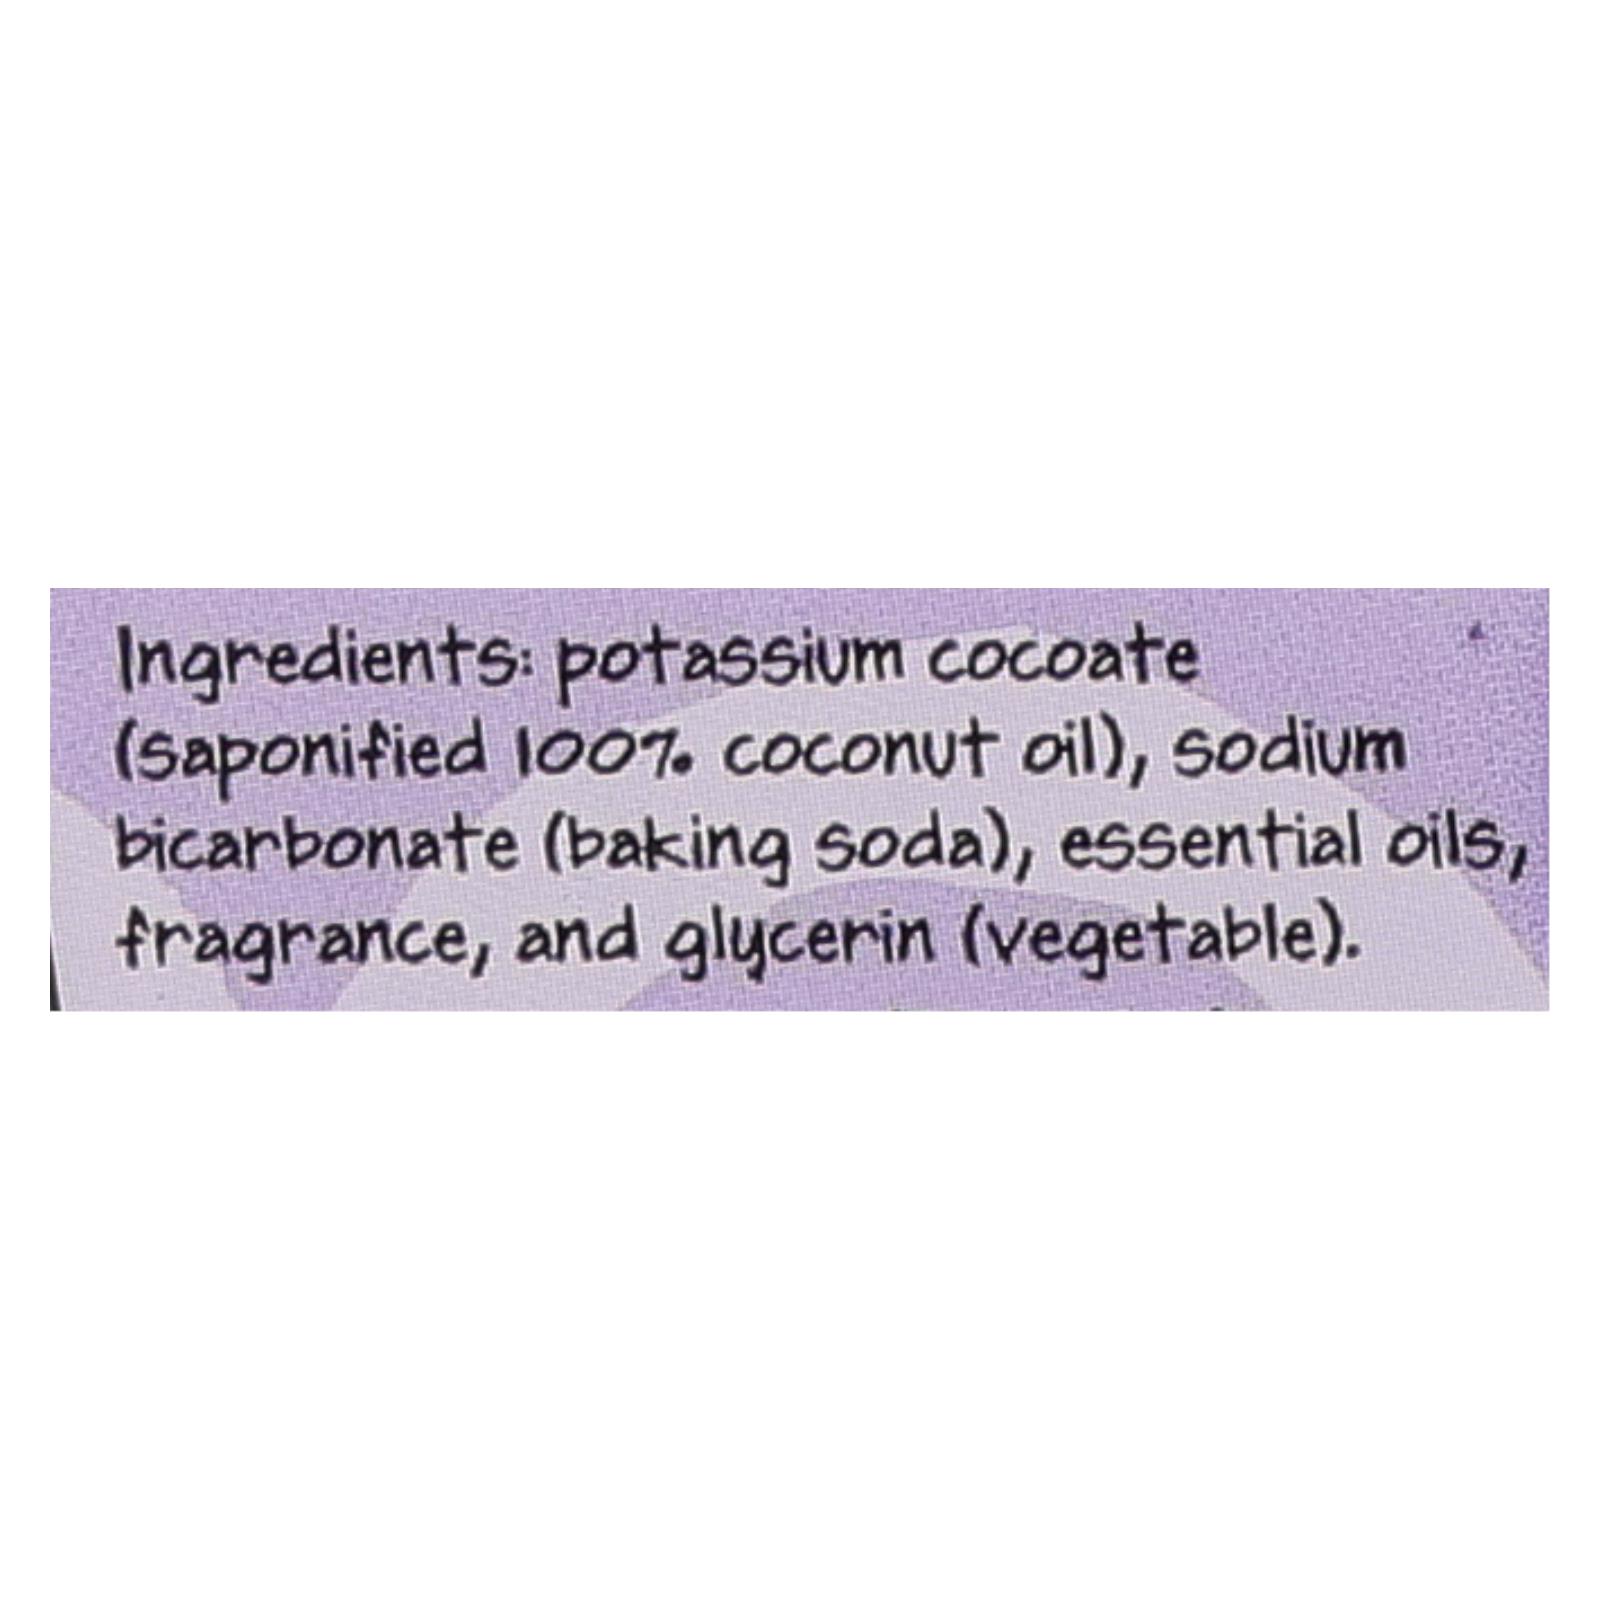 Ingredients: potassium cocoate
(saponified 100% coconut oil), sodium
bicarbonate (baking soda), essential oils,
fragrance, and glycerin (vegetable).